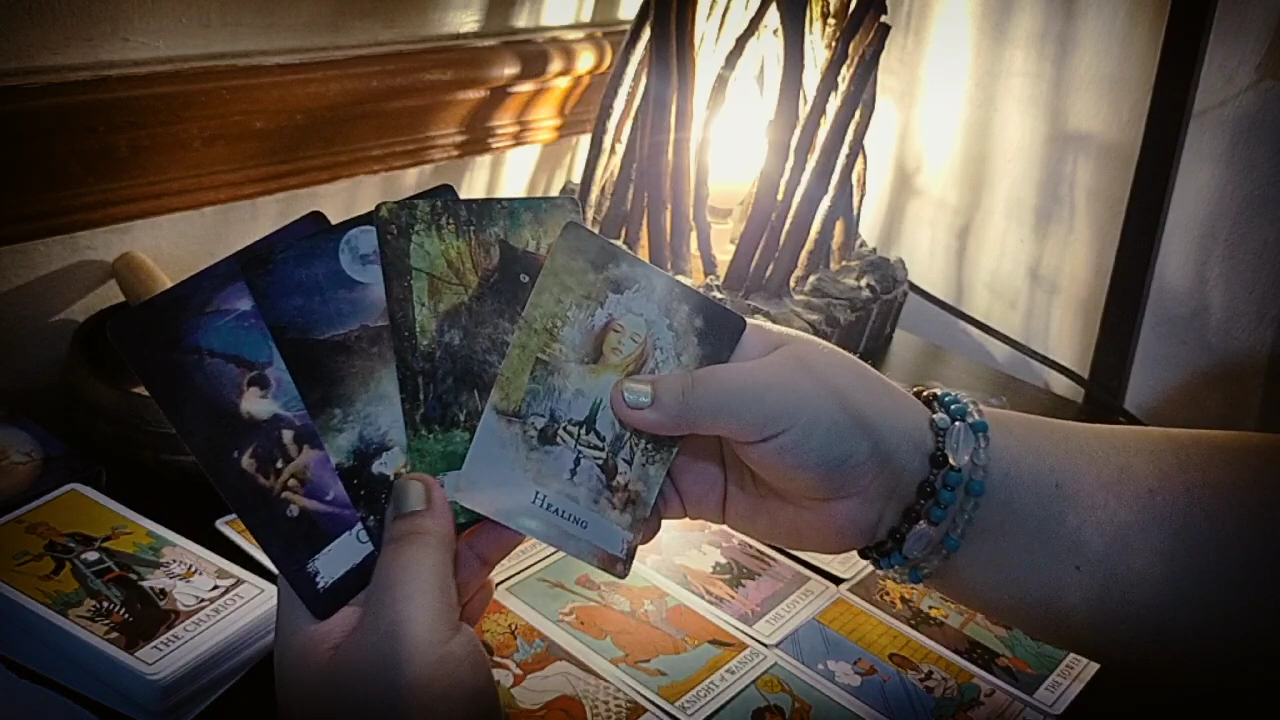 HEALING
THE CHARIOT
THE LOVERS
KNIGHT of WANDS
THE TOWER